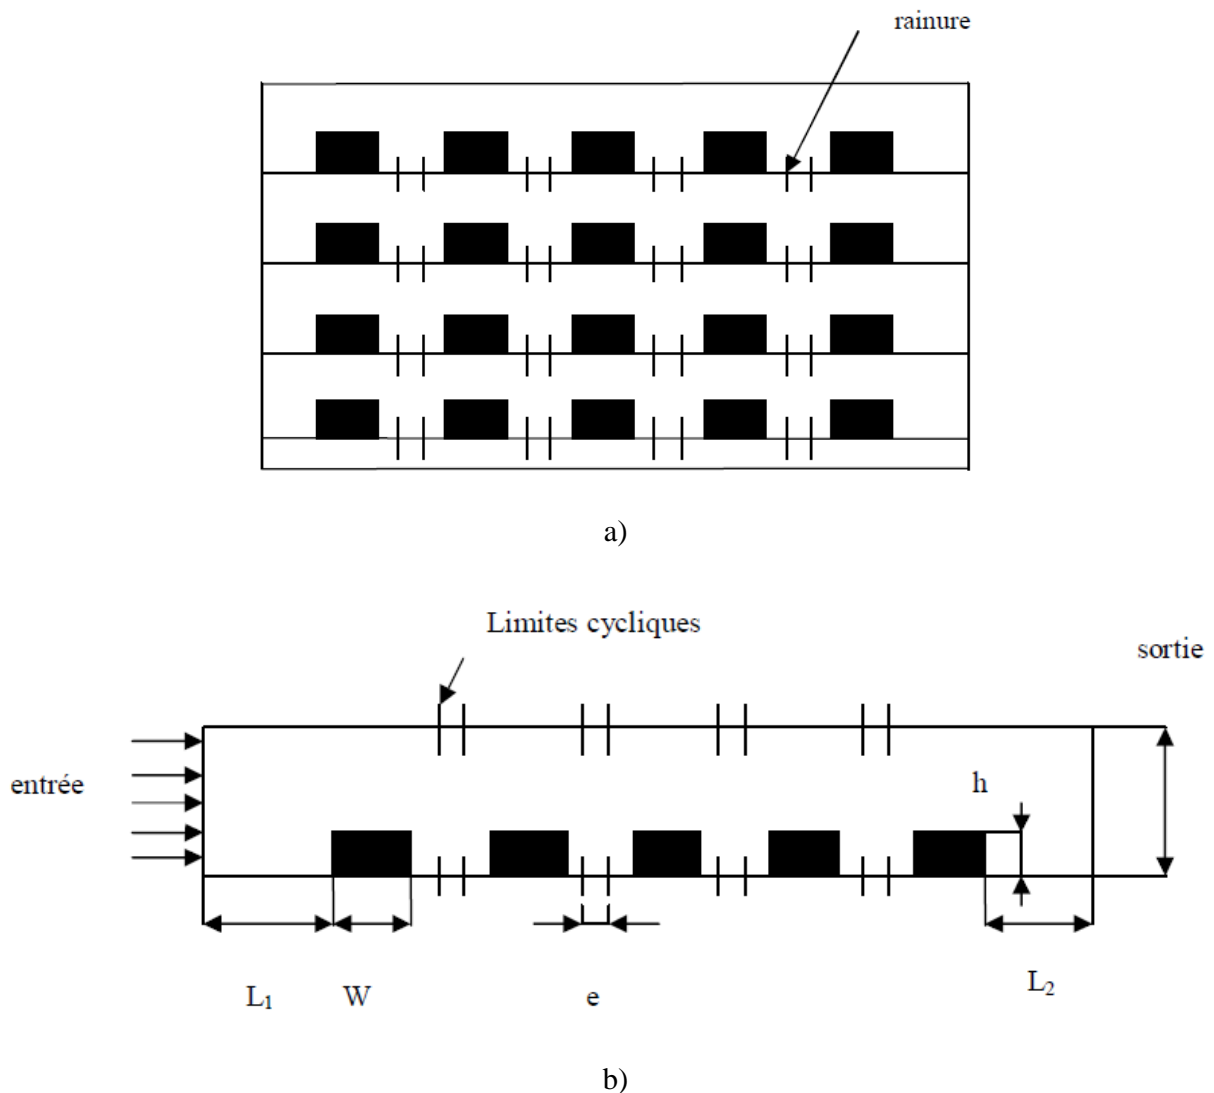 rainure
a)
Limites cycliques
sortie
entrée
h
L₁
W
e
L₂
b)